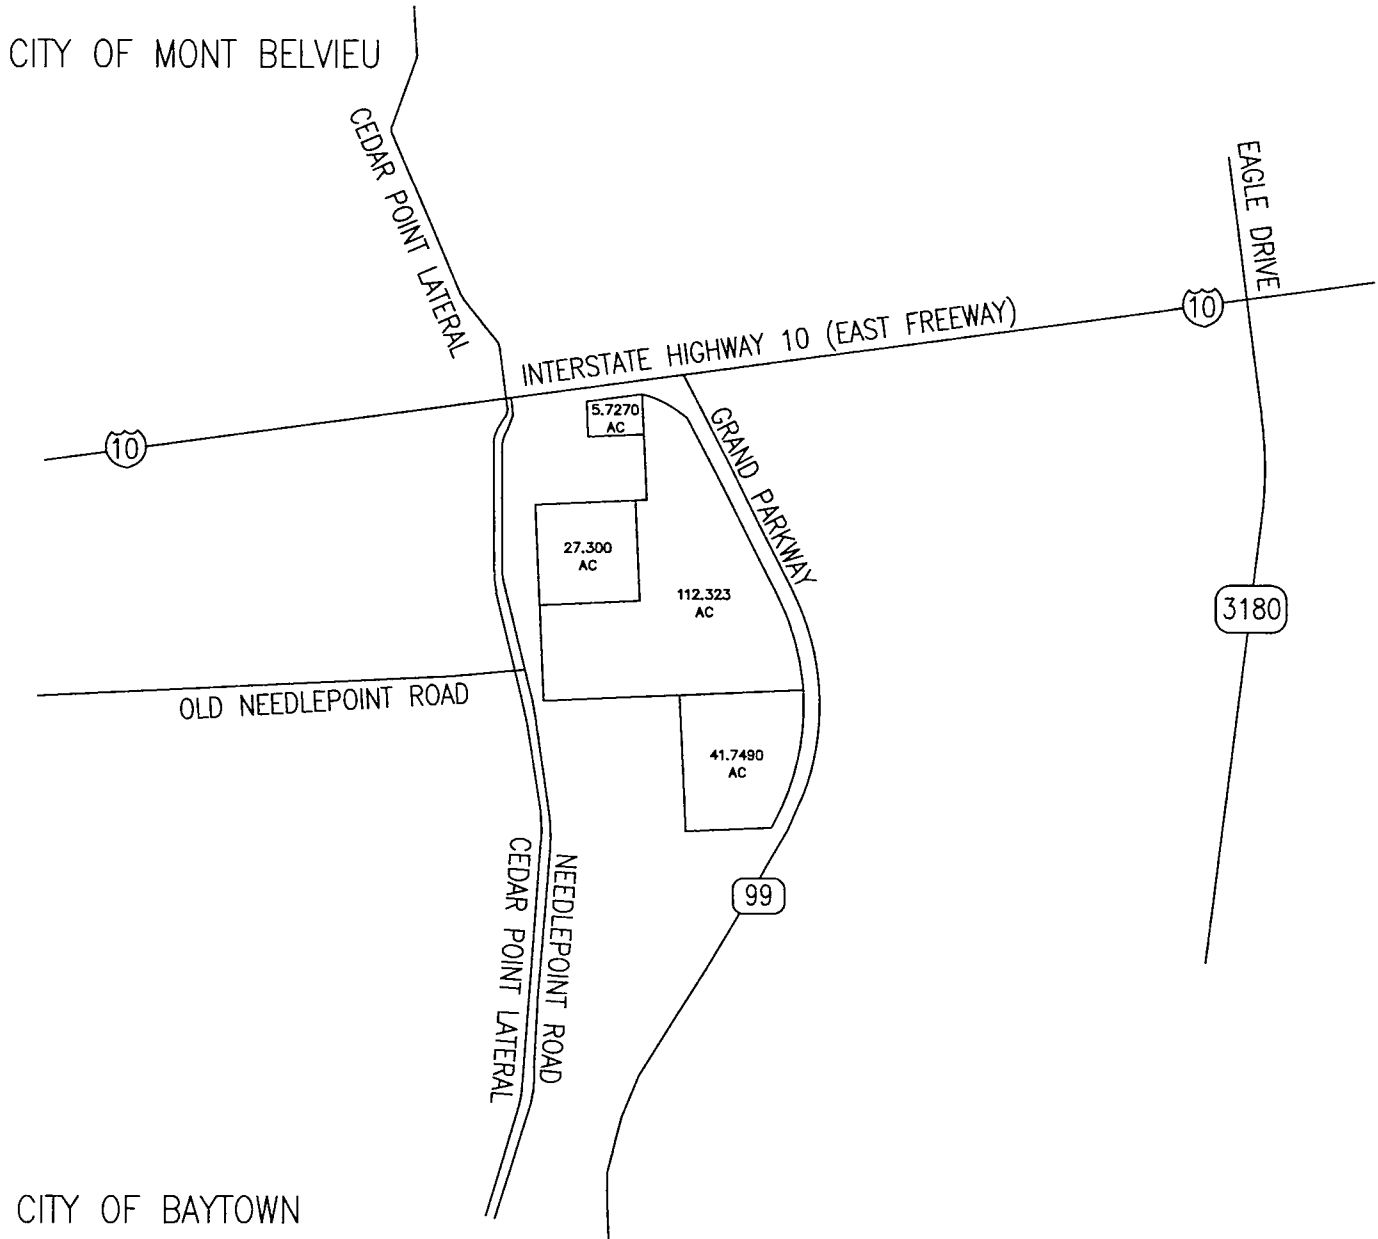 CITY OF MONT BELVIEU
CEDAR POINT LATERAL
EAGLE DRIVE
INTERSTATE HIGHWAY 10 (EAST FREEWAY)
10
10
5.7270
AC
GRAND PARKWAY
27.300
AC
112.323
AC
3180
OLD NEEDLEPOINT ROAD
41.7490
AC
CEDAR POINT LATERAL
NEEDLEPOINT ROAD
99
CITY OF BAYTOWN